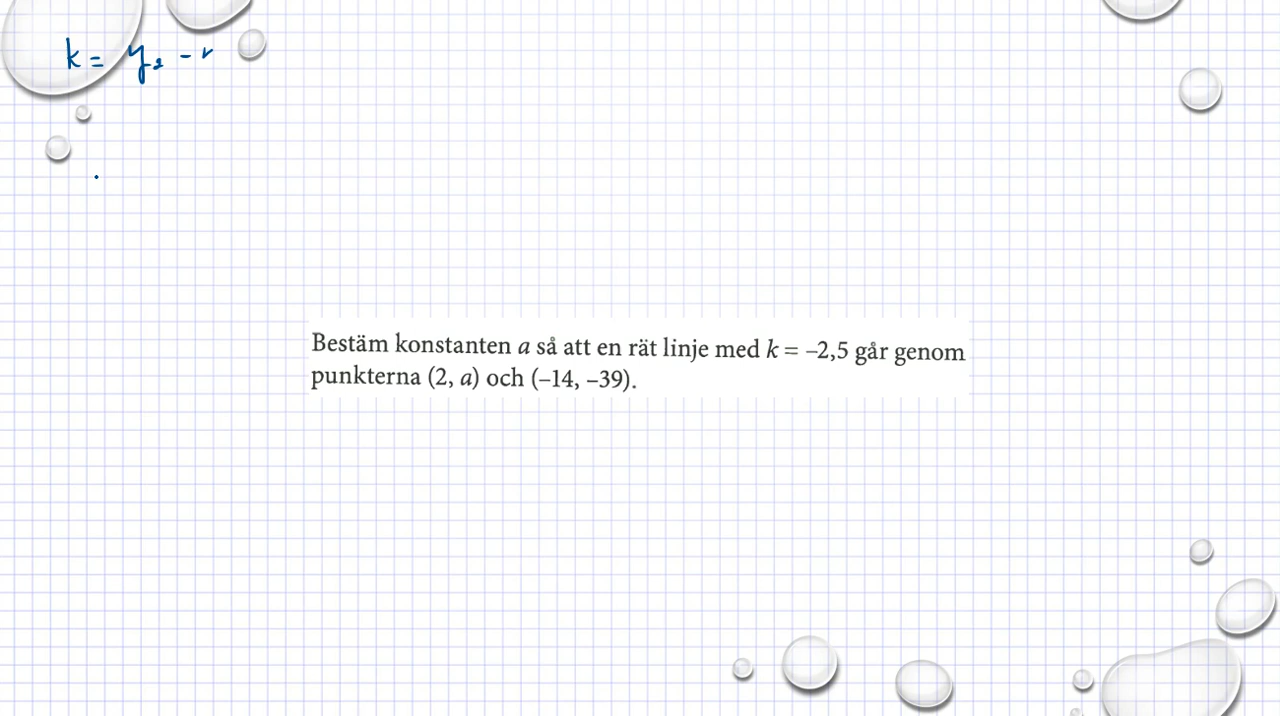 k = y₂ -
Bestäm konstanten a så att en rät linje med k = –2,5 går genom
punkterna (2, a) och (–14, –39).